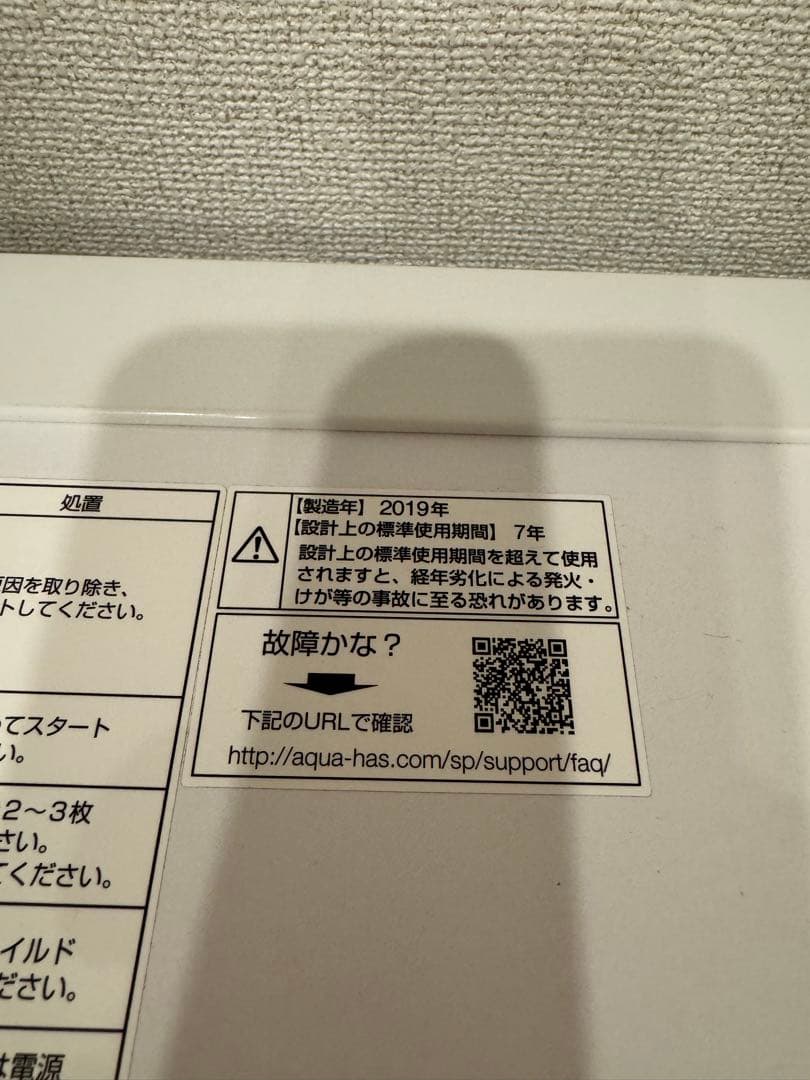 処置
因を取り除き、
トしてください。
てスタート
い。
2～3枚
さい。
てください。
イルド
ださい。
は電源
【製造年】 2019年
【設計上の標準使用期間】 7年
設計上の標準使用期間を超えて使用
されますと、経年劣化による発火・
けが等の事故に至る恐れがあります。
故障かな？
下記のURLで確認
http://aqua-has.com/sp/support/faq/